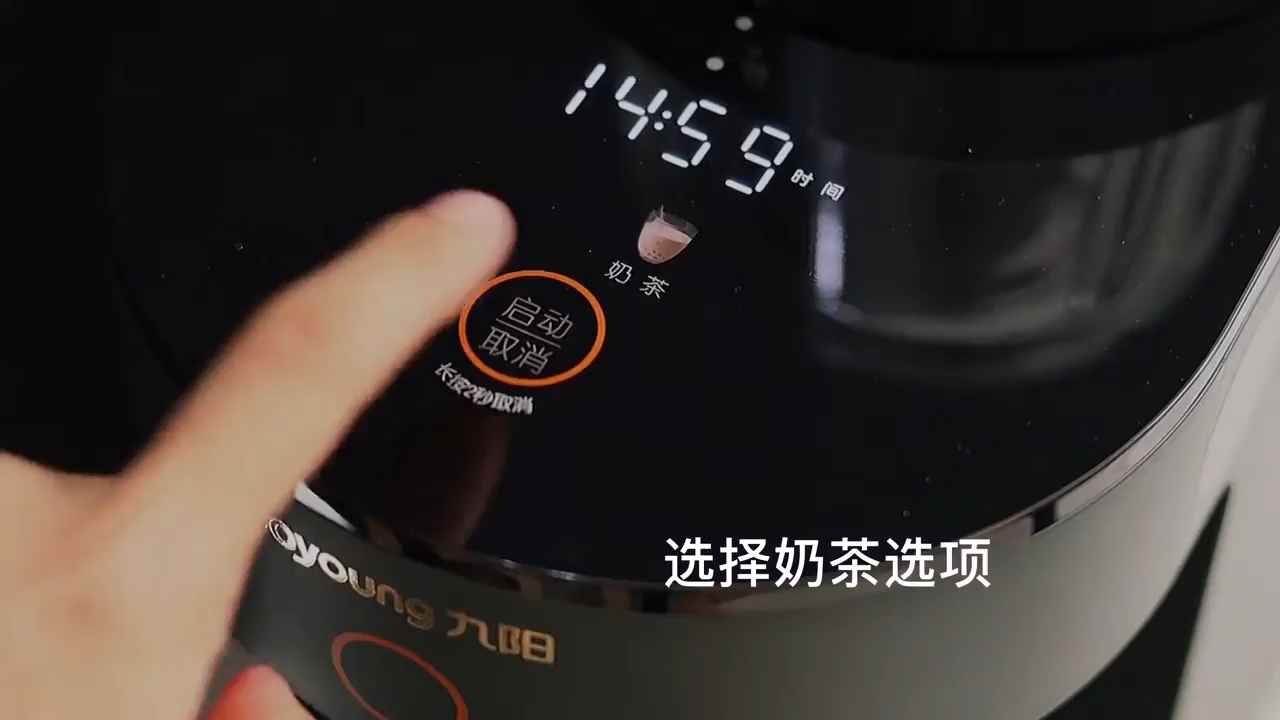 14:59 时间
奶茶
启动
取消
长按2秒取消
选择奶茶选项
oyoung 九阳